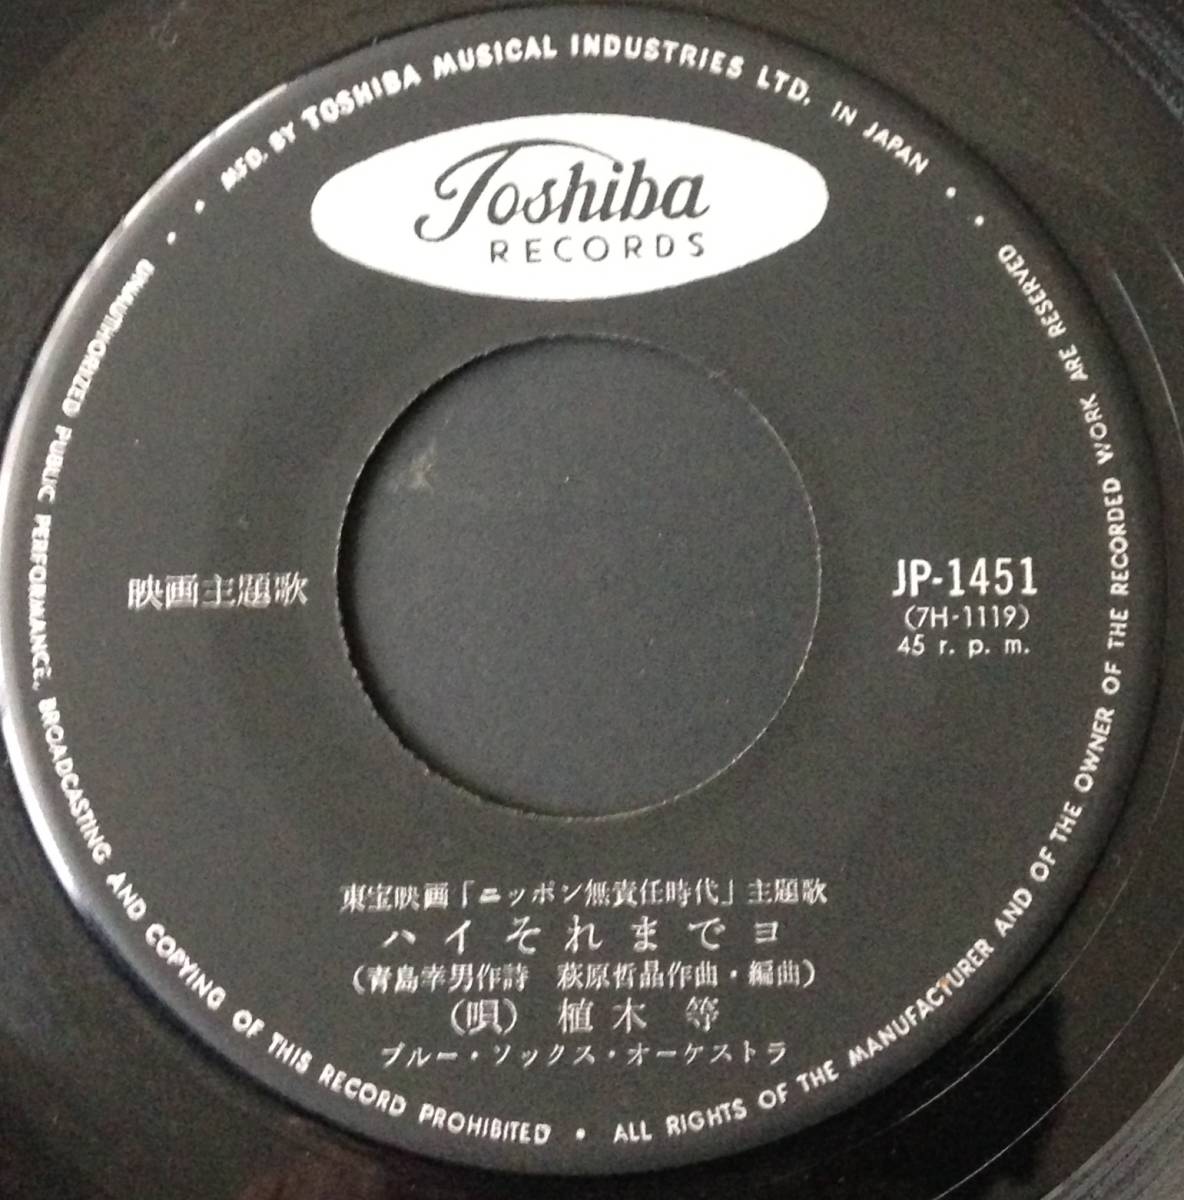 MFD. BY TOSHIBA MUSICAL INDUSTRIES LTD. IN JAPAN
Toshiba
RECORDS
映画主題歌
JP-1451
(7H-1119)
45 r. p. m.
東宝映画「ニッポン無責任時代」主題歌
ハイそれまでヨ
(青島幸男作詩 萩原哲晶作曲・編曲)
(唄) 植木 等
ブルー・ソックス・オーケストラ
UNAUTHORIZED PUBLIC PERFORMANCE, BROADCASTING AND COPYING OF THIS RECORD PROHIBITED • ALL RIGHTS OF THE MANUFACTURER AND OF THE OWNER OF THE RECORDED WORK ARE RESERVED